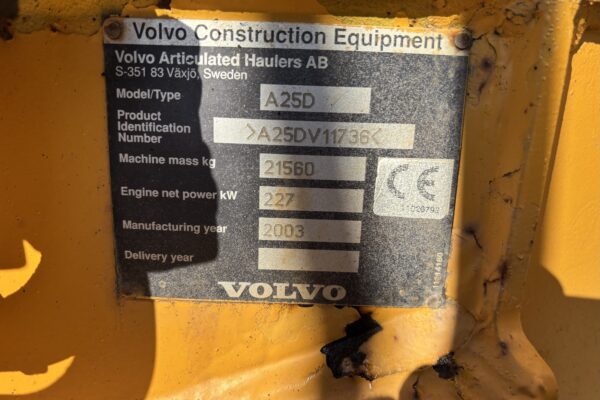 Volvo Construction Equipment
Volvo Articulated Haulers AB
S-351 83 Växjö, Sweden
Model/Type A25D
Product Identification Number >A25DV11736<
Machine mass kg 21560
Engine net power kW 227
Manufacturing year 2003
Delivery year
CE
VOLVO